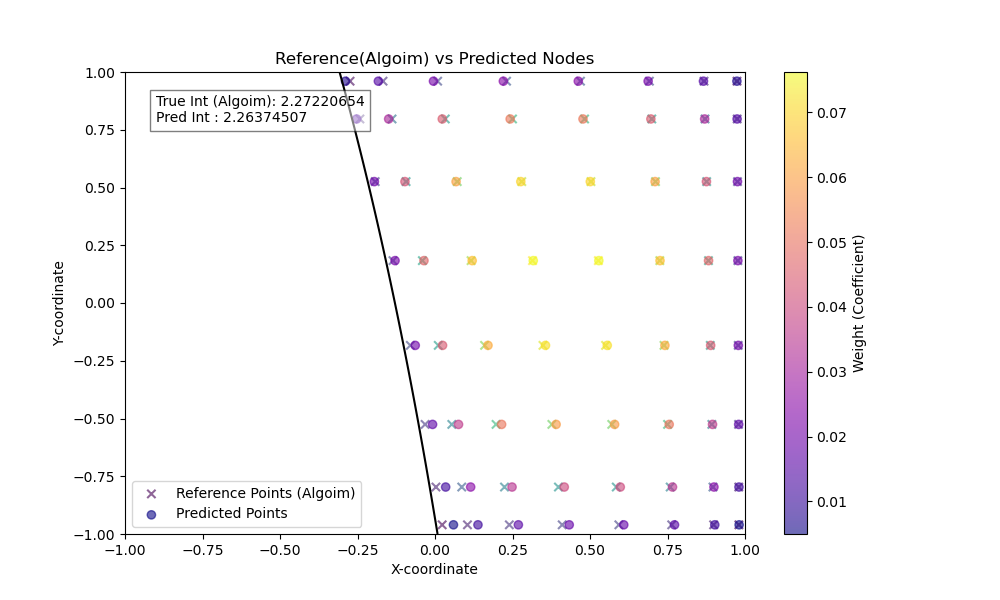 Reference(Algoim) vs Predicted Nodes
True Int (Algoim): 2.27220654
Pred Int : 2.26374507
1.00
0.75
0.50
0.25
0.00
−0.25
−0.50
−0.75
−1.00
Y-coordinate
Reference Points (Algoim)
Predicted Points
−1.00 −0.75 −0.50 −0.25 0.00 0.25 0.50 0.75 1.00
X-coordinate
0.07
0.06
0.05
0.04
0.03
0.02
0.01
Weight (Coefficient)